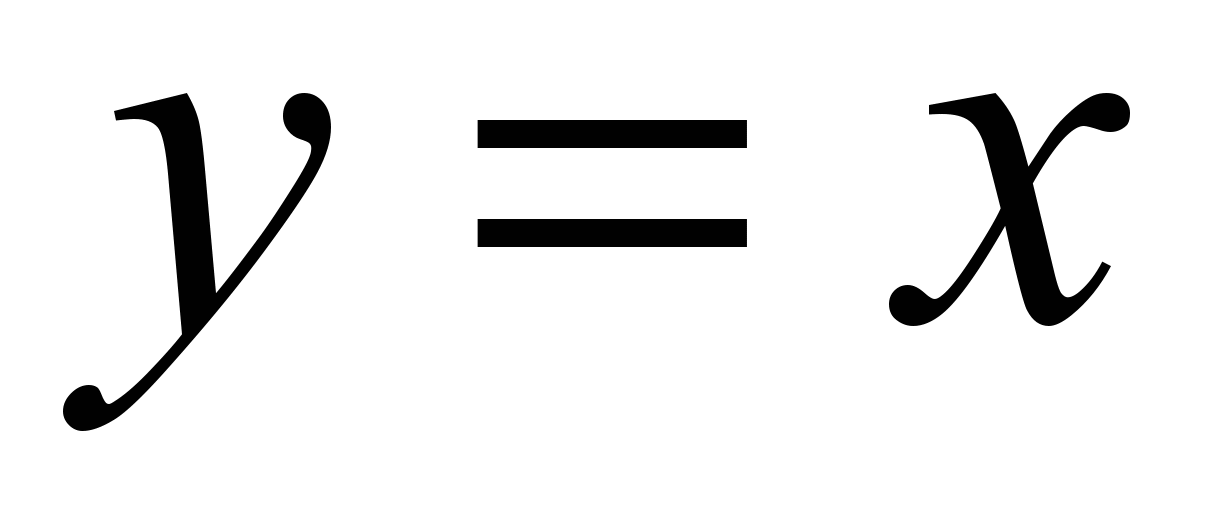 y = x